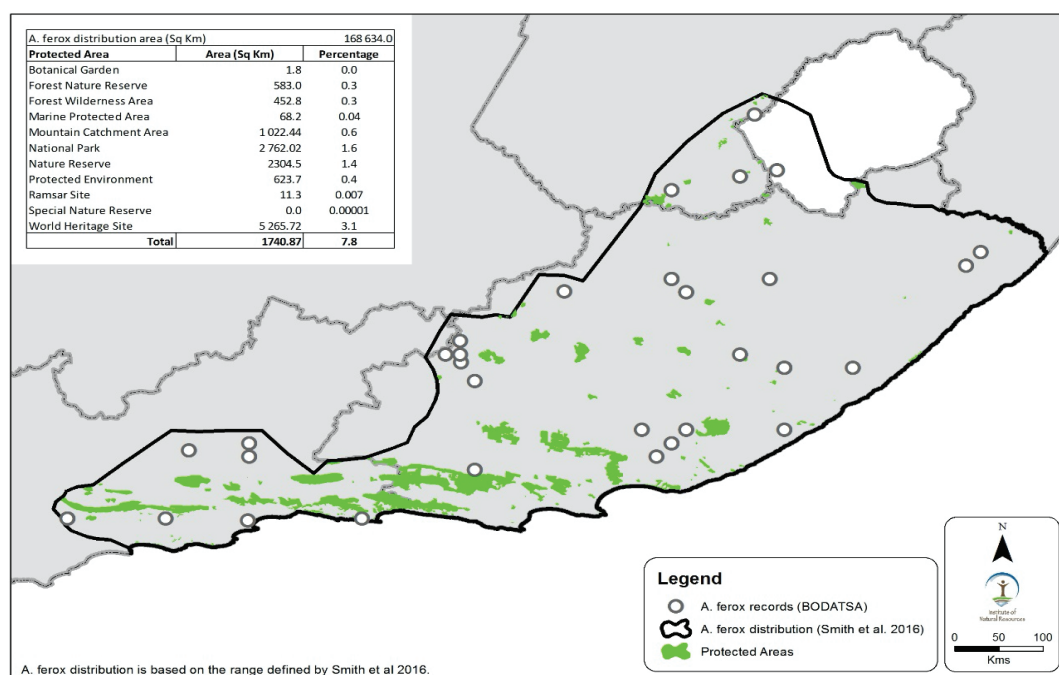 A. ferox distribution area (Sq Km) 168 634.0
Protected Area Area (Sq Km) Percentage
Botanical Garden 1.8 0.0
Forest Nature Reserve 583.0 0.3
Forest Wilderness Area 452.8 0.3
Marine Protected Area 68.2 0.04
Mountain Catchment Area 1 022.44 0.6
National Park 2 762.02 1.6
Nature Reserve 2304.5 1.4
Protected Environment 623.7 0.4
Ramsar Site 11.3 0.007
Special Nature Reserve 0.0 0.00001
World Heritage Site 5 265.72 3.1
Total 1740.87 7.8
Legend
A. ferox records (BODATSA)
A. ferox distribution (Smith et al. 2016)
Protected Areas
N
Institute of
Natural Resources
0 50 100
Kms
A. ferox distribution is based on the range defined by Smith et al 2016.